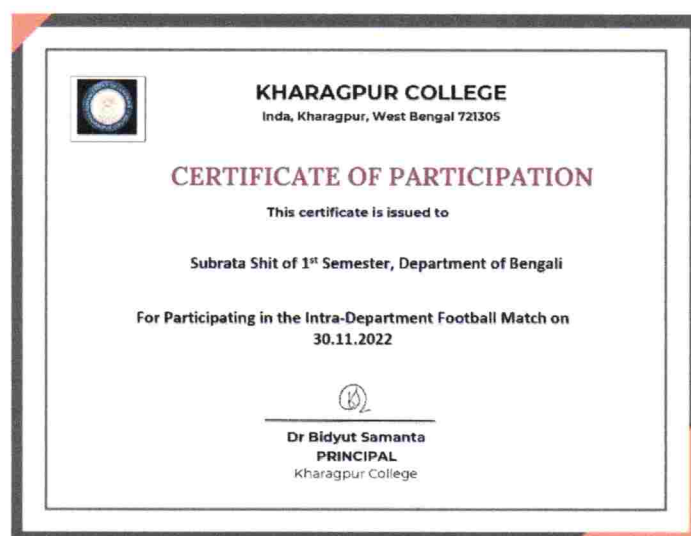 KHARAGPUR COLLEGE
Inda, Kharagpur, West Bengal 721305
CERTIFICATE OF PARTICIPATION
This certificate is issued to
Subrata Shit of 1st Semester, Department of Bengali
For Participating in the Intra-Department Football Match on
30.11.2022
Dr Bidyut Samanta
PRINCIPAL
Kharagpur College